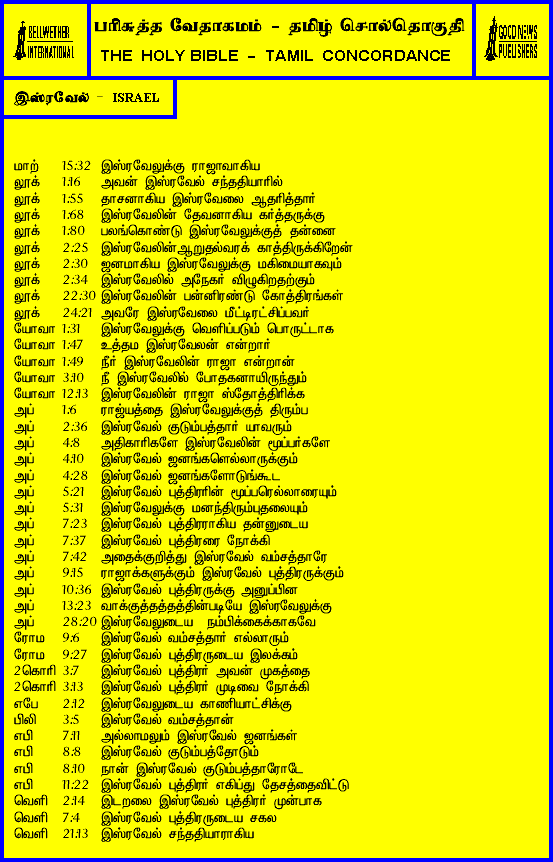 BELLWETHER
INTERNATIONAL
பரிசுத்த வேதாகமம் - தமிழ் சொல்தொகுதி
THE HOLY BIBLE - TAMIL CONCORDANCE
GOOD NEWS
PUBLISHERS
இஸ்ரவேல் - ISRAEL
மாற் 15:32 இஸ்ரவேலுக்கு ராஜாவாகிய
லூக் 1:16 அவன் இஸ்ரவேல் சந்ததியாரில்
லூக் 1:55 தாசனாகிய இஸ்ரவேலை ஆதரித்தார்
லூக் 1:68 இஸ்ரவேலின் தேவனாகிய கர்த்தருக்கு
லூக் 1:80 பலங்கொண்டு இஸ்ரவேலுக்குத் தன்னை
லூக் 2:25 இஸ்ரவேலின்ஆறுதல்வரக் காத்திருக்கிறேன்
லூக் 2:30 ஜனமாகிய இஸ்ரவேலுக்கு மகிமையாகவும்
லூக் 2:34 இஸ்ரவேலில் அநேகர் விழுகிறதற்கும்
லூக் 22:30 இஸ்ரவேலின் பன்னிரண்டு கோத்திரங்கள்
லூக் 24:21 அவரே இஸ்ரவேலை மீட்டிரட்சிப்பவர்
யோவா 1:31 இஸ்ரவேலுக்கு வெளிப்படும் பொருட்டாக
யோவா 1:47 உத்தம இஸ்ரவேலன் என்றார்
யோவா 1:49 நீர் இஸ்ரவேலின் ராஜா என்றான்
யோவா 3:10 நீ இஸ்ரவேலில் போதகனாயிருந்தும்
யோவா 12:13 இஸ்ரவேலின் ராஜா ஸ்தோத்திரிக்க
அப் 1:6 ராஜ்யத்தை இஸ்ரவேலுக்குத் திரும்ப
அப் 2:36 இஸ்ரவேல் குடும்பத்தார் யாவரும்
அப் 4:8 அதிகாரிகளே இஸ்ரவேலின் மூப்பர்களே
அப் 4:10 இஸ்ரவேல் ஜனங்களெல்லாருக்கும்
அப் 4:28 இஸ்ரவேல் ஜனங்களோடுங்கூட
அப் 5:21 இஸ்ரவேல் புத்திரரின் மூப்பரெல்லாரையும்
அப் 5:31 இஸ்ரவேலுக்கு மனந்திரும்புதலையும்
அப் 7:23 இஸ்ரவேல் புத்திரராகிய தன்னுடைய
அப் 7:37 இஸ்ரவேல் புத்திரரை நோக்கி
அப் 7:42 அதைக்குறித்து இஸ்ரவேல் வம்சத்தாரே
அப் 9:15 ராஜாக்களுக்கும் இஸ்ரவேல் புத்திரருக்கும்
அப் 10:36 இஸ்ரவேல் புத்திரருக்கு அனுப்பின
அப் 13:23 வாக்குத்தத்தத்தின்படியே இஸ்ரவேலுக்கு
அப் 28:20 இஸ்ரவேலுடைய நம்பிக்கைக்காகவே
ரோம 9:6 இஸ்ரவேல் வம்சத்தார் எல்லாரும்
ரோம 9:27 இஸ்ரவேல் புத்திரருடைய இலக்கம்
2கொரி 3:7 இஸ்ரவேல் புத்திரர் அவன் முகத்தை
2கொரி 3:13 இஸ்ரவேல் புத்திரர் முடிவை நோக்கி
எபே 2:12 இஸ்ரவேலுடைய காணியாட்சிக்கு
பிலி 3:5 இஸ்ரவேல் வம்சத்தான்
எபி 7:11 அல்லாமலும் இஸ்ரவேல் ஜனங்கள்
எபி 8:8 இஸ்ரவேல் குடும்பத்தோடும்
எபி 8:10 நான் இஸ்ரவேல் குடும்பத்தாரோடே
எபி 11:22 இஸ்ரவேல் புத்திரர் எகிப்து தேசத்தைவிட்டு
வெளி 2:14 இடறலை இஸ்ரவேல் புத்திரர் முன்பாக
வெளி 7:4 இஸ்ரவேல் புத்திரருடைய சகல
வெளி 21:13 இஸ்ரவேல் சந்ததியாராகிய